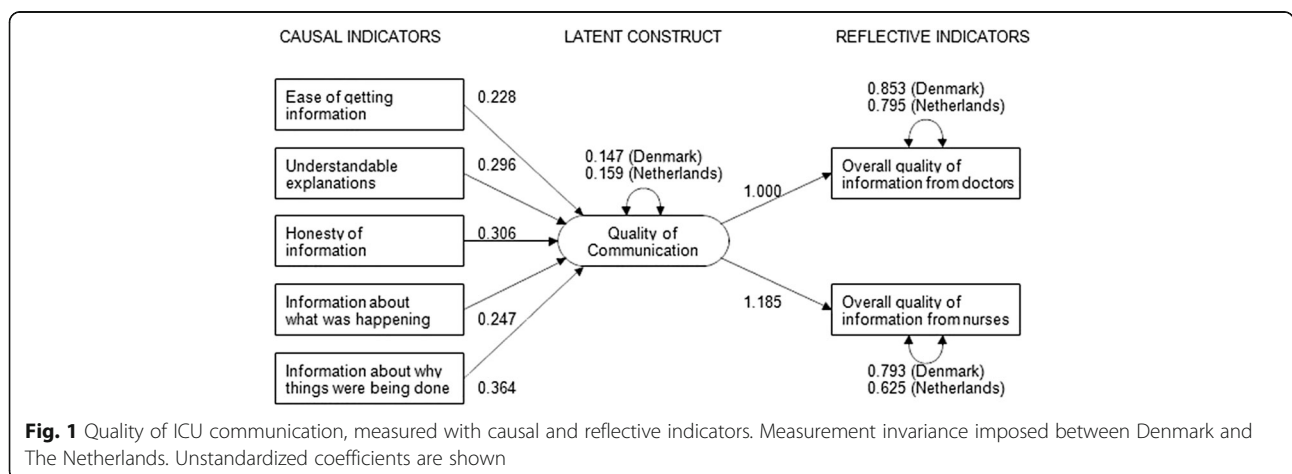 CAUSAL INDICATORS
LATENT CONSTRUCT
REFLECTIVE INDICATORS
Ease of getting
information
0.228
Understandable
explanations
0.296
Honesty of
information
0.306
Information about
what was happening
0.247
Information about why
things were being done
0.364
0.147 (Denmark)
0.159 (Netherlands)
Quality of
Communication
1.000
1.185
0.853 (Denmark)
0.795 (Netherlands)
Overall quality of
information from doctors
Overall quality of
information from nurses
0.793 (Denmark)
0.625 (Netherlands)
Fig. 1 Quality of ICU communication, measured with causal and reflective indicators. Measurement invariance imposed between Denmark and
The Netherlands. Unstandardized coefficients are shown